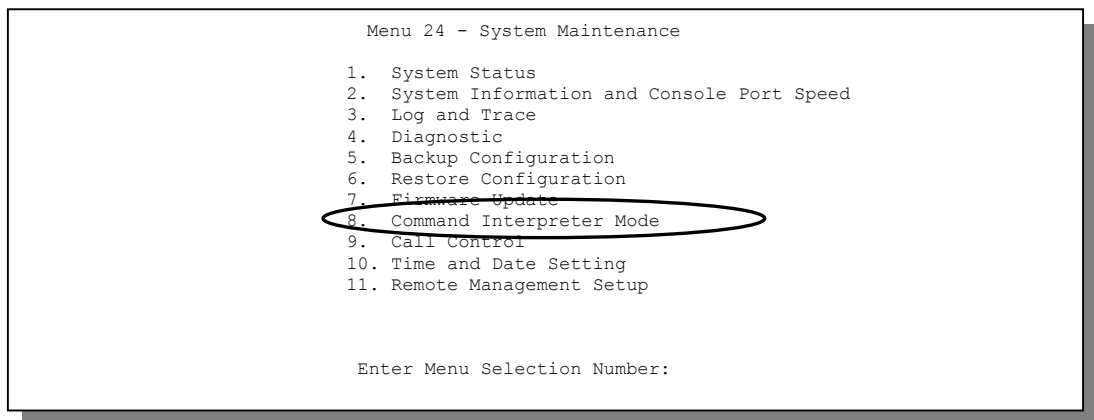 Menu 24 - System Maintenance
1. System Status
2. System Information and Console Port Speed
3. Log and Trace
4. Diagnostic
5. Backup Configuration
6. Restore Configuration
7. Firmware Update
8. Command Interpreter Mode
9. Call Control
10. Time and Date Setting
11. Remote Management Setup
Enter Menu Selection Number: